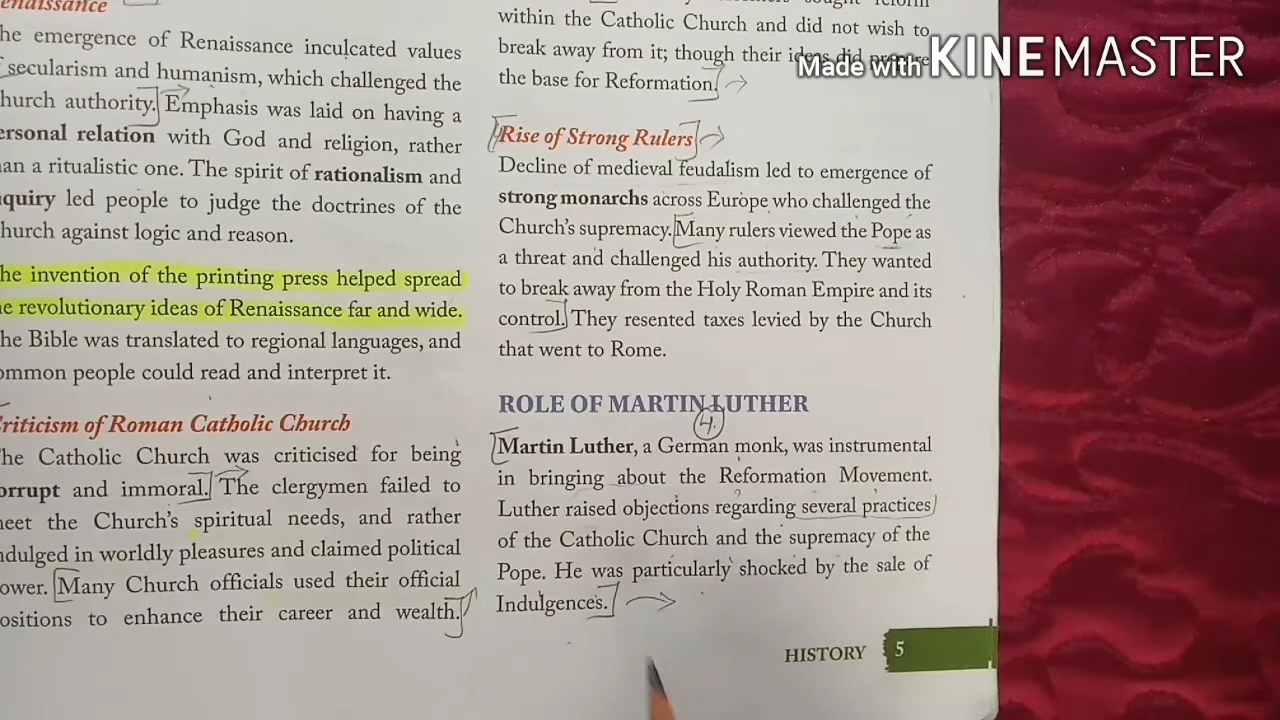 enaissance
he emergence of Renaissance inculcated values
secularism and humanism, which challenged the
hurch authority. Emphasis was laid on having a
ersonal relation with God and religion, rather
an a ritualistic one. The spirit of rationalism and
quiry led people to judge the doctrines of the
hurch against logic and reason.
he invention of the printing press helped spread
e revolutionary ideas of Renaissance far and wide.
he Bible was translated to regional languages, and
ommon people could read and interpret it.
riticism of Roman Catholic Church
he Catholic Church was criticised for being
orrupt and immoral. The clergymen failed to
eet the Church's spiritual needs, and rather
dulged in worldly pleasures and claimed political
ower. Many Church officials used their official
ositions to enhance their career and wealth.
within the Catholic Church and did not wish to
break away from it; though their ideas did prepare
the base for Reformation.
Rise of Strong Rulers
Decline of medieval feudalism led to emergence of
strong monarchs across Europe who challenged the
Church's supremacy. Many rulers viewed the Pope as
a threat and challenged his authority. They wanted
to break away from the Holy Roman Empire and its
control. They resented taxes levied by the Church
that went to Rome.
ROLE OF MARTIN LUTHER
4
Martin Luther, a German monk, was instrumental
in bringing about the Reformation Movement.
Luther raised objections regarding several practices
of the Catholic Church and the supremacy of the
Pope. He was particularly shocked by the sale of
Indulgences.
HISTORY 5
Made with KINEMASTER